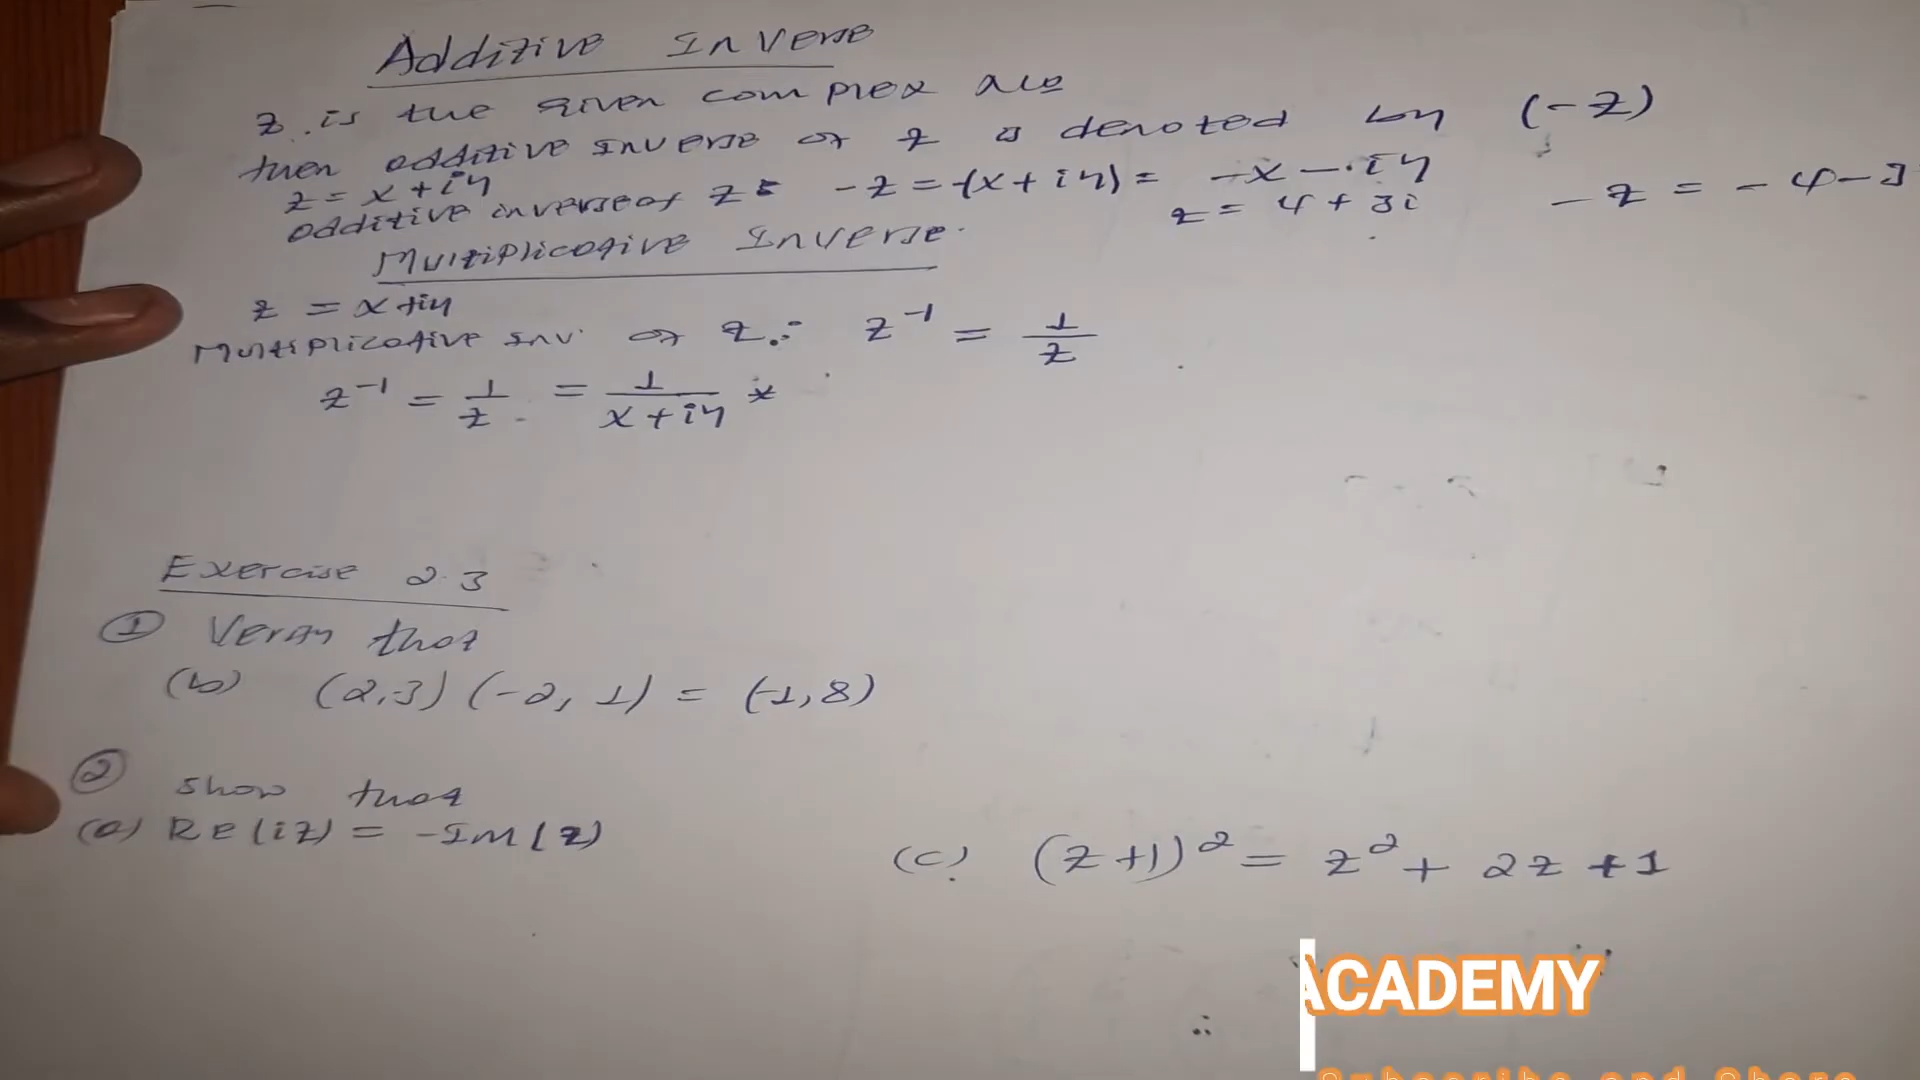 Additive Inverse
z is the given complex no
then additive inverse of z is denoted by (-z)
z = x + iy
additive inverse of z = -z = -(x + iy) = -x - iy
z = 4 + 3i -z = -4-3
Multiplicative Inverse.
z = x + iy
Multiplicative Inv. of z : z⁻¹ = 1/z
z⁻¹ = 1/z = 1/(x + iy) *
Exercise 2.3
① Verify that
(b) (2,-3) (-2, 1) = (-1, 8)
② Show that
(a) Re(iz) = -Im(z)
(c) (z+1)² = z² + 2z + 1
ACADEMY
Subscribe and Share